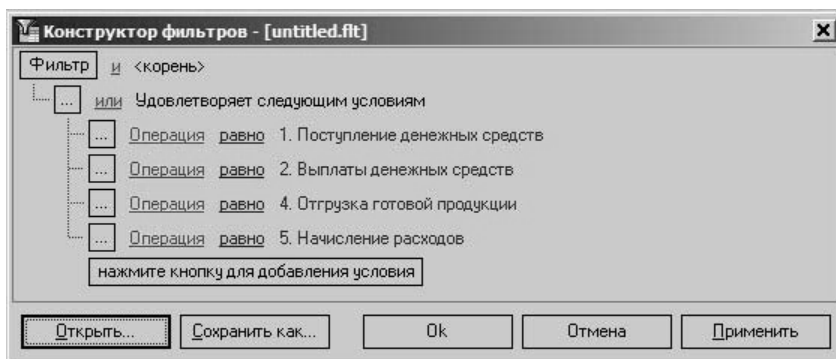 Конструктор фильтров - [untitled.flt]
Фильтр и <корень>
... или Удовлетворяет следующим условиям
... Операция равно 1. Поступление денежных средств
... Операция равно 2. Выплаты денежных средств
... Операция равно 4. Отгрузка готовой продукции
... Операция равно 5. Начисление расходов
нажмите кнопку для добавления условия
Открыть... Сохранить как... Ok Отмена Применить